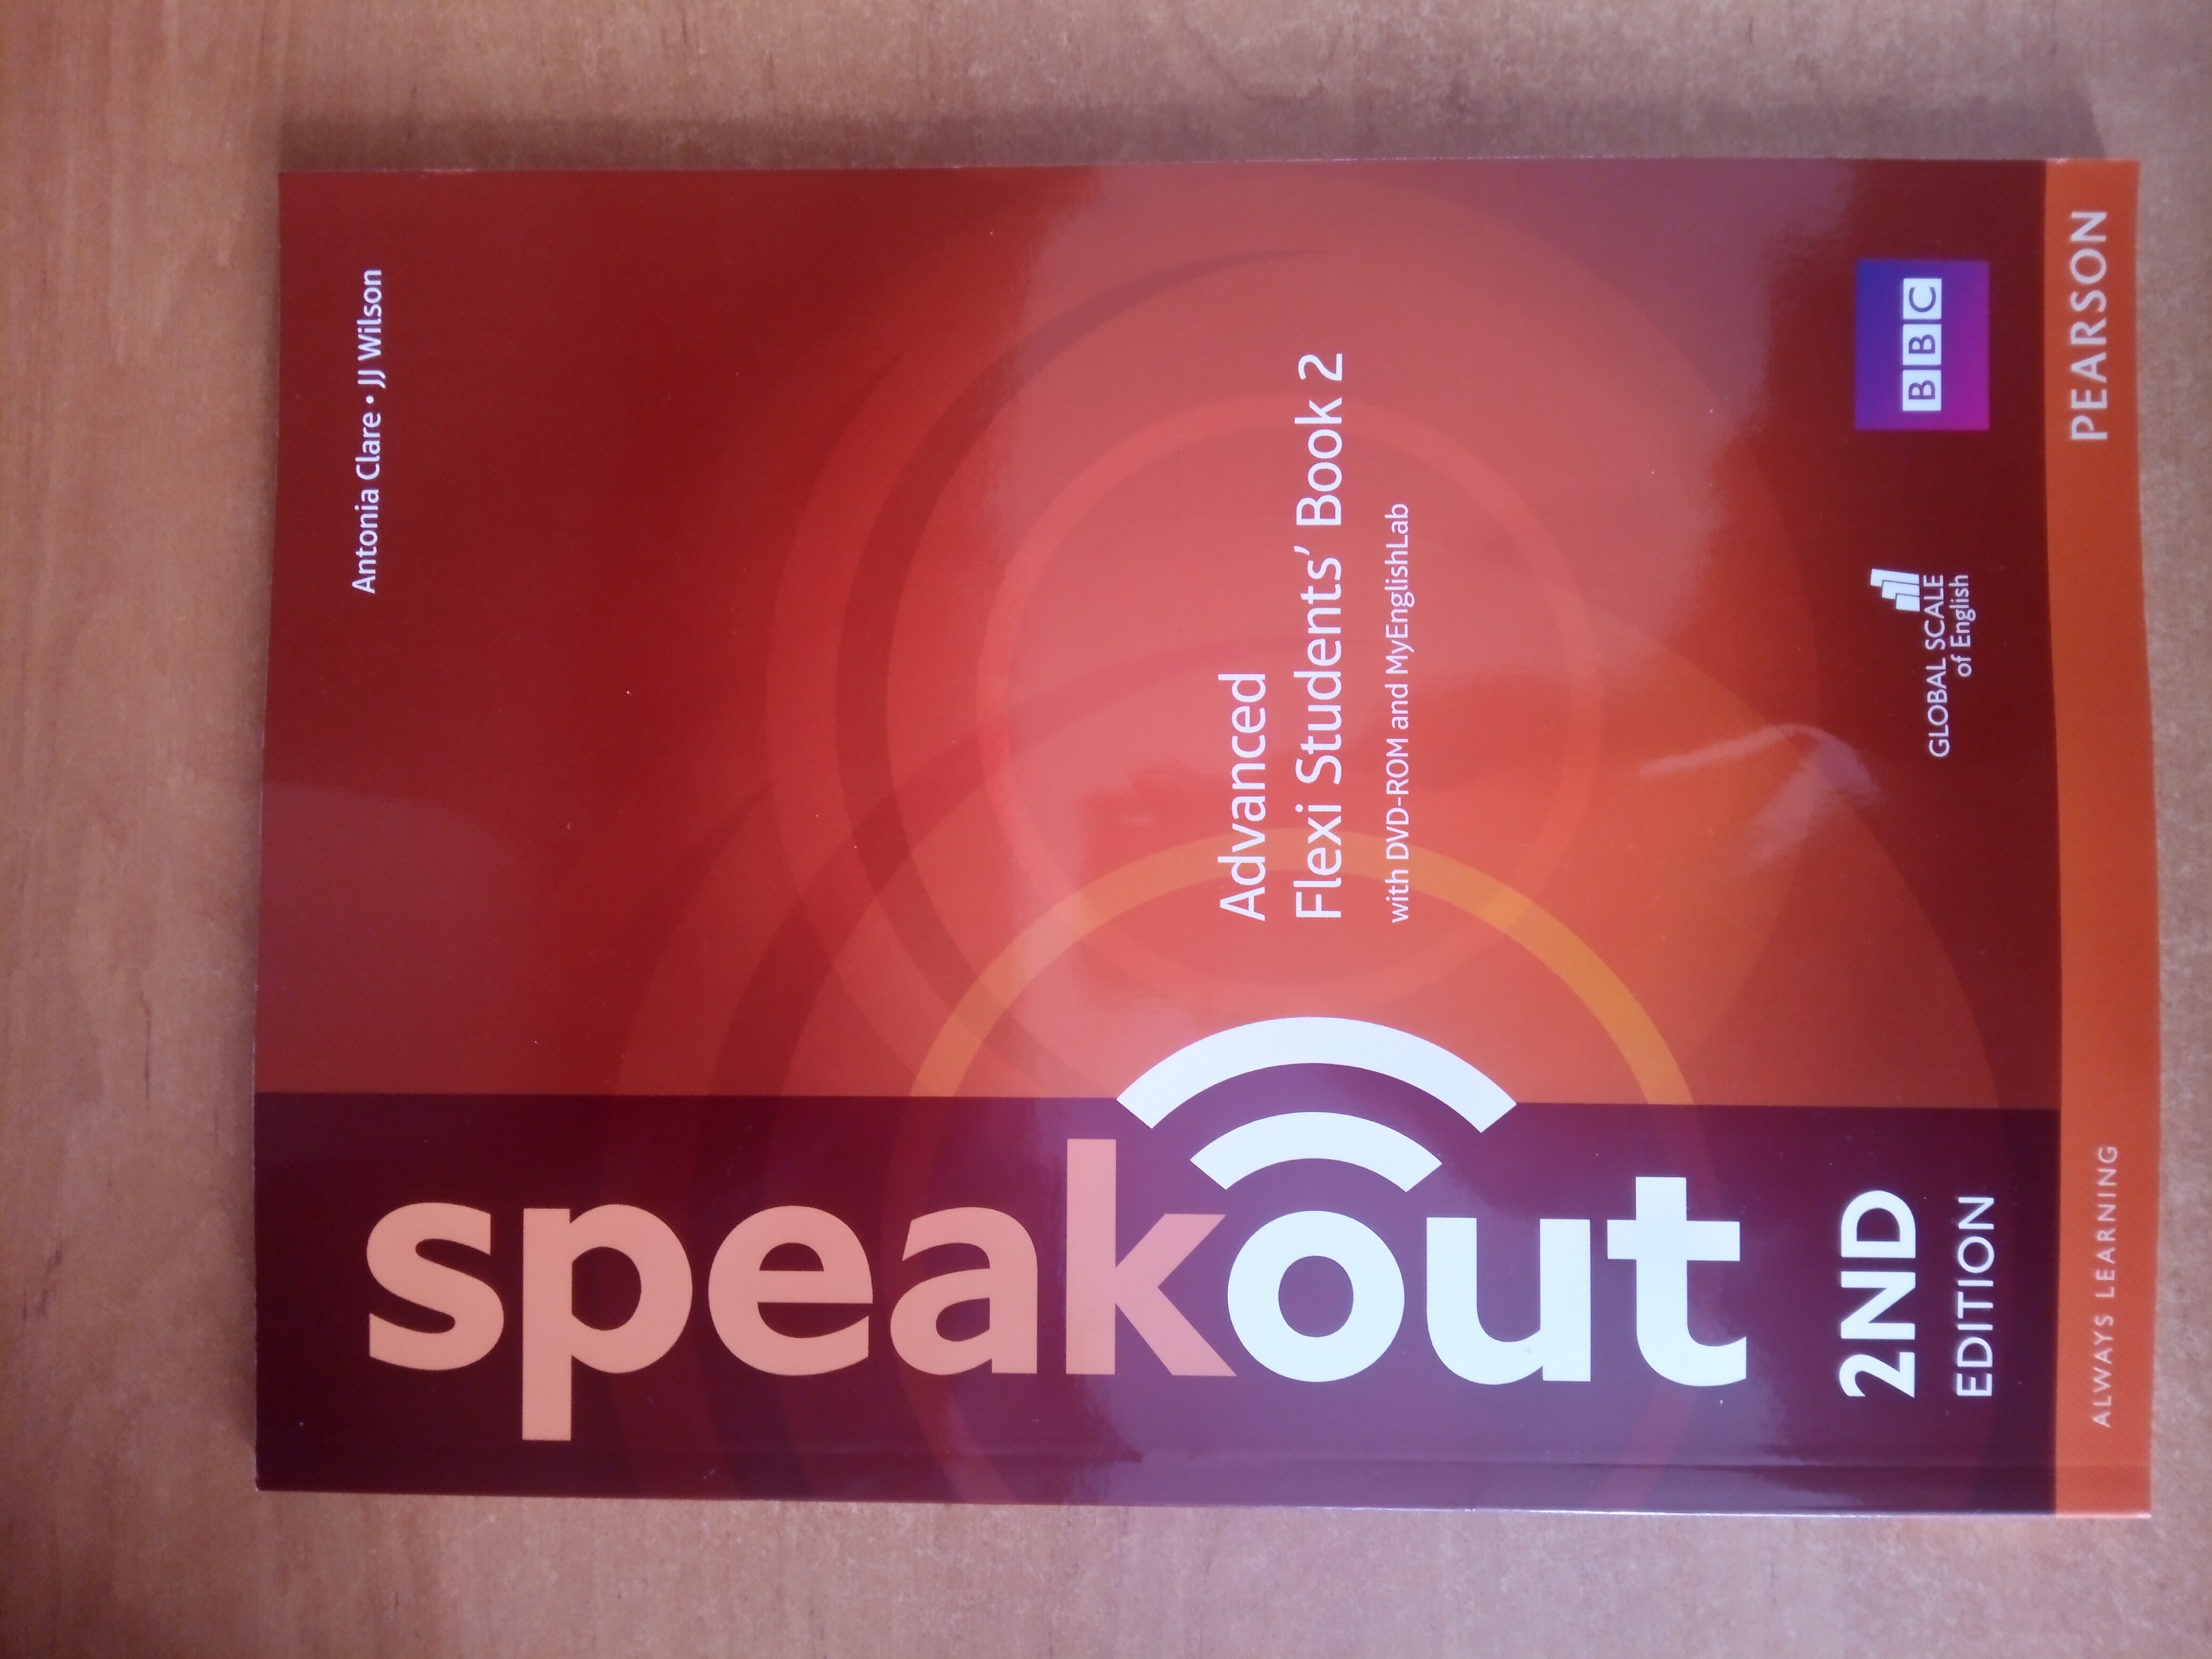 Antonia Clare • JJ Wilson
speakout
Advanced
Flexi Students' Book 2
with DVD-ROM and MyEnglishLab
2ND
EDITION
GLOBAL SCALE
of English
BBC
ALWAYS LEARNING
PEARSON